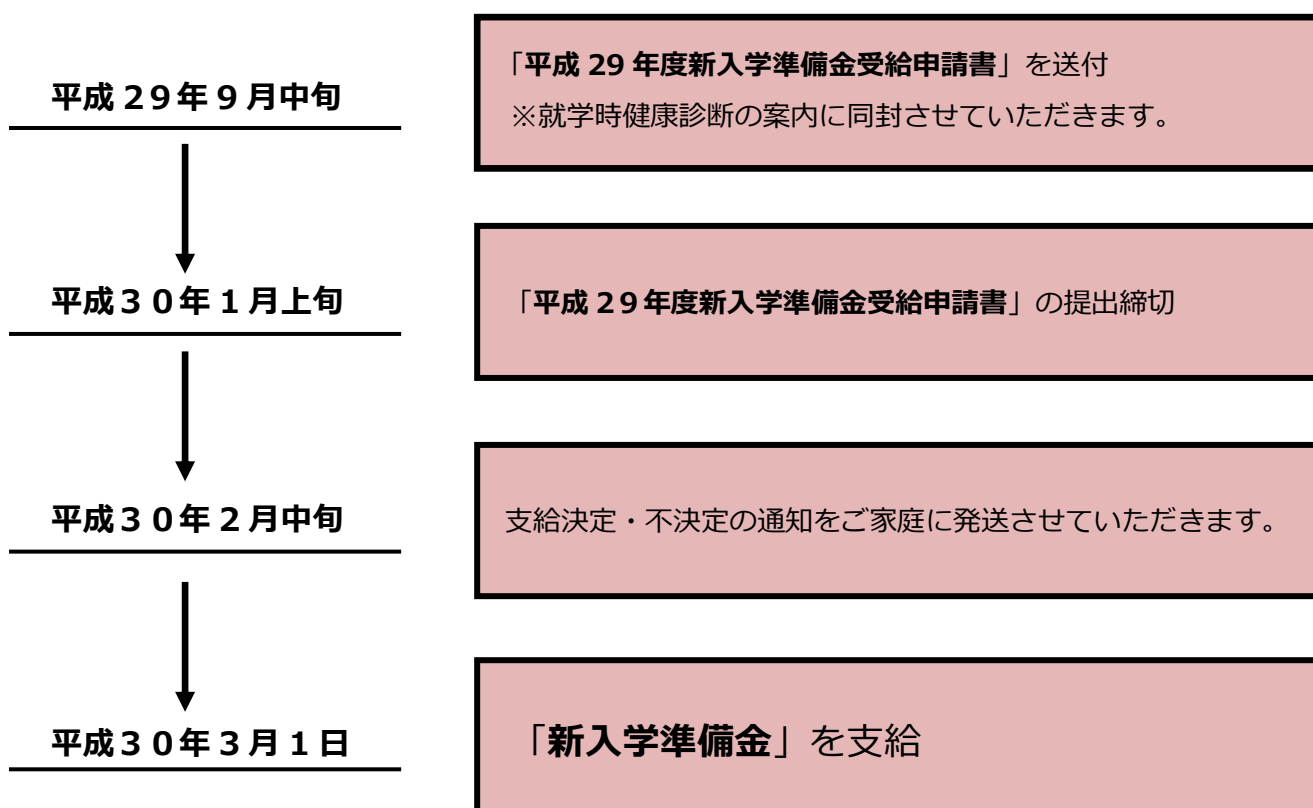 平成29年9月中旬
「平成 29 年度新入学準備金受給申請書」を送付
※就学時健康診断の案内に同封させていただきます。
平成３０年１月上旬
「平成 29 年度新入学準備金受給申請書」の提出締切
平成３０年２月中旬
支給決定・不決定の通知をご家庭に発送させていただきます。
平成３０年３月１日
「新入学準備金」を支給